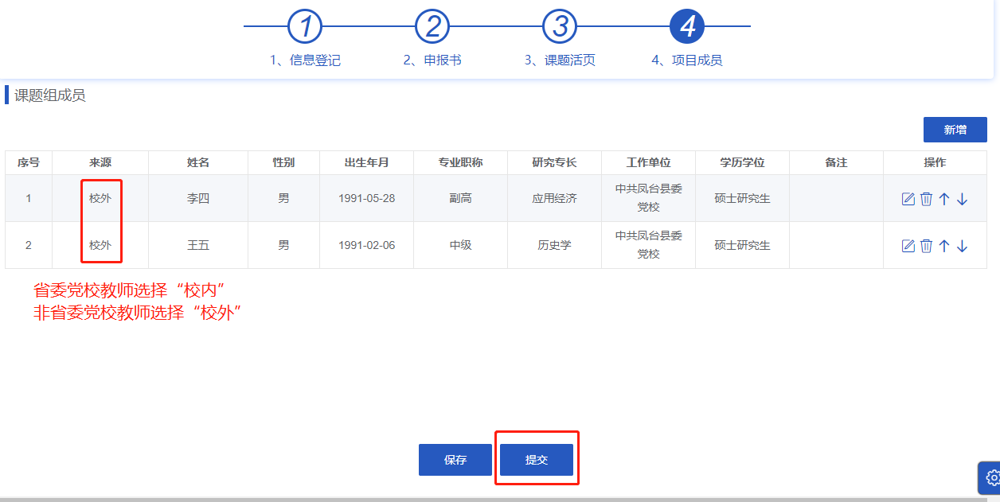 1 2 3 4
1、信息登记 2、申报书 3、课题活页 4、项目成员
课题组成员
新增
序号 来源 姓名 性别 出生年月 专业职称 研究专长 工作单位 学历学位 备注 操作
1 校外 李四 男 1991-05-28 副高 应用经济 中共凤台县委党校 硕士研究生
2 校外 王五 男 1991-02-06 中级 历史学 中共凤台县委党校 硕士研究生
省委党校教师选择“校内”
非省委党校教师选择“校外”
保存 提交